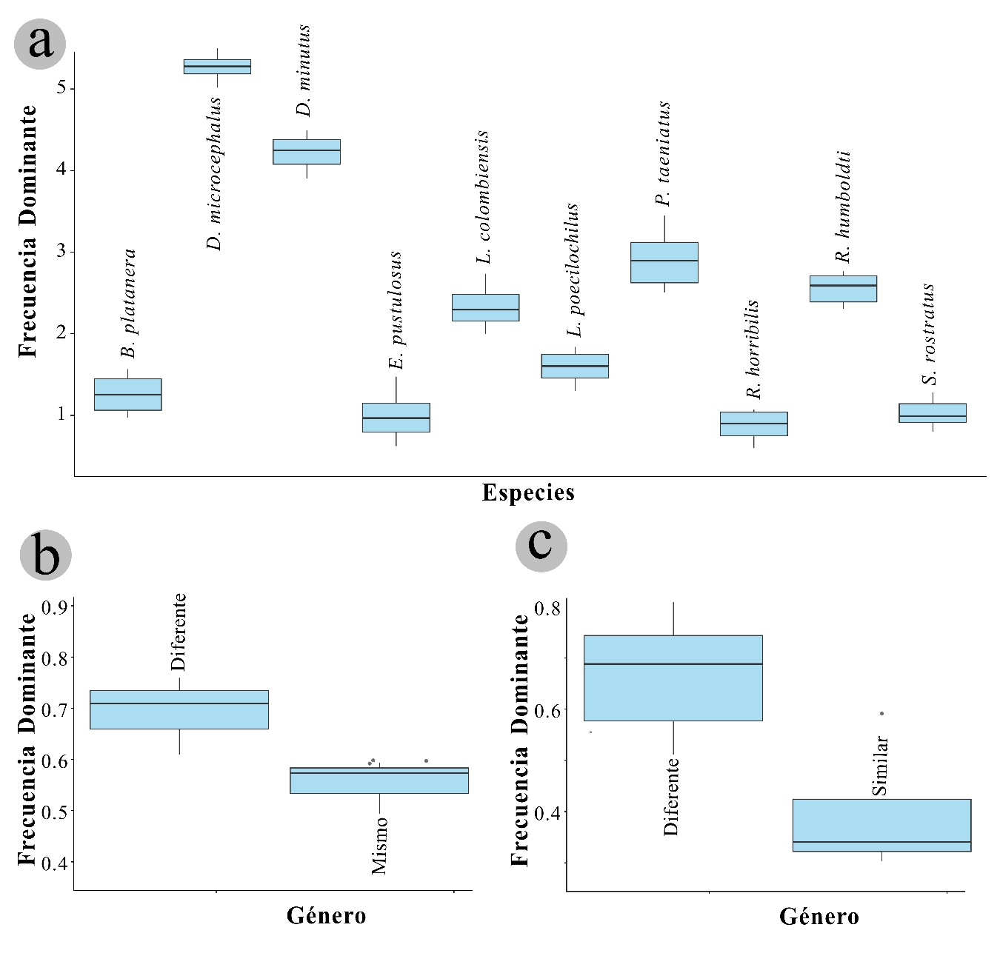 a
Frecuencia Dominante
5
4
3
2
1
B. platanera
D. microcephalus
D. minutus
E. pustulosus
L. colombiensis
L. poecilochilus
P. taeniatus
R. horribilis
R. humboldti
S. rostratus
Especies
b
Frecuencia Dominante
0.9
0.8
0.7
0.6
0.5
0.4
Diferente
Mismo
Género
c
Frecuencia Dominante
0.8
0.6
0.4
Diferente
Similar
Género